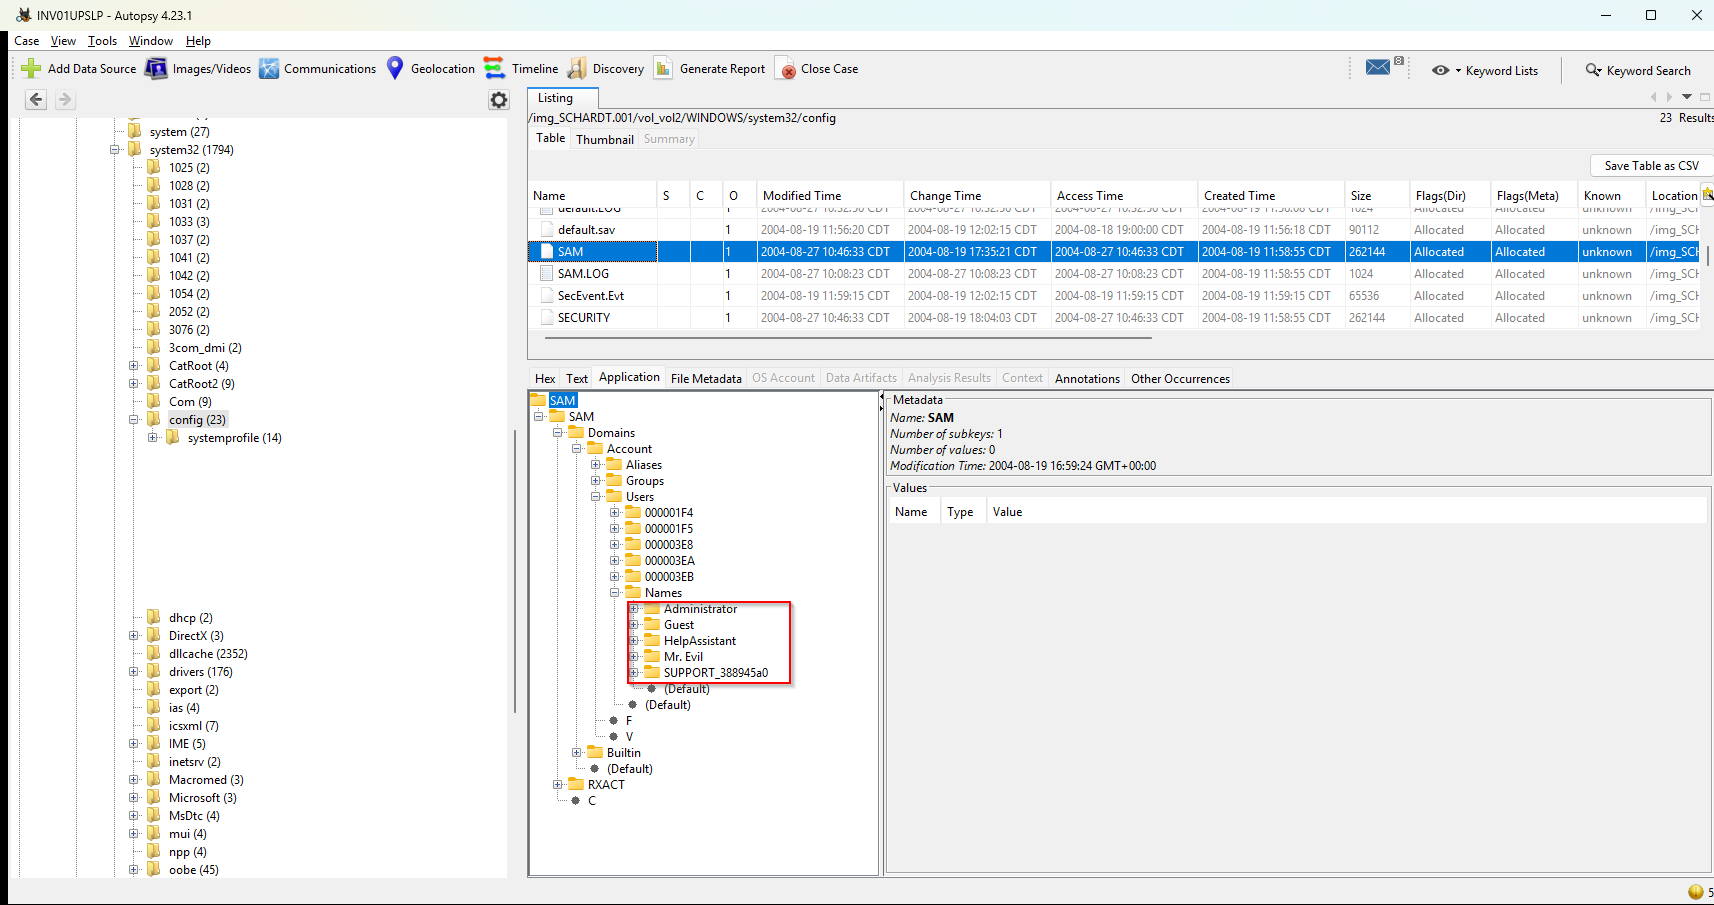 INV01UPSLP - Autopsy 4.23.1
Case View Tools Window Help
Add Data Source Images/Videos Communications Geolocation Timeline Discovery Generate Report Close Case 8 Keyword Lists Keyword Search
system (27)
system32 (1794)
1025 (2)
1028 (2)
1031 (2)
1033 (3)
1037 (2)
1041 (2)
1042 (2)
1054 (2)
2052 (2)
3076 (2)
3com_dmi (2)
CatRoot (4)
CatRoot2 (9)
Com (9)
config (23)
systemprofile (14)
dhcp (2)
DirectX (3)
dllcache (2352)
drivers (176)
export (2)
ias (4)
icsxml (7)
IME (5)
inetsrv (2)
Macromed (3)
Microsoft (3)
MsDtc (4)
mui (4)
npp (4)
oobe (45)
Listing
/img_SCHARDT.001/vol_vol2/WINDOWS/system32/config 23 Results
Table Thumbnail Summary
Save Table as CSV
Name S C O Modified Time Change Time Access Time Created Time Size Flags(Dir) Flags(Meta) Known Location
default.LOG 1 1024 Allocated Allocated unknown /img_SCH
default.sav 1 2004-08-19 11:56:20 CDT 2004-08-19 12:02:15 CDT 2004-08-18 19:00:00 CDT 2004-08-19 11:56:18 CDT 90112 Allocated Allocated unknown /img_SCH
SAM 1 2004-08-27 10:46:33 CDT 2004-08-19 17:35:21 CDT 2004-08-27 10:46:33 CDT 2004-08-19 11:58:55 CDT 262144 Allocated Allocated unknown /img_SCH
SAM.LOG 1 2004-08-27 10:08:23 CDT 2004-08-27 10:08:23 CDT 2004-08-27 10:08:23 CDT 2004-08-19 11:58:55 CDT 1024 Allocated Allocated unknown /img_SCH
SecEvent.Evt 1 2004-08-19 11:59:15 CDT 2004-08-19 12:02:15 CDT 2004-08-19 11:59:15 CDT 2004-08-19 11:59:15 CDT 65536 Allocated Allocated unknown /img_SCH
SECURITY 1 2004-08-27 10:46:33 CDT 2004-08-19 18:04:03 CDT 2004-08-27 10:46:33 CDT 2004-08-19 11:58:55 CDT 262144 Allocated Allocated unknown /img_SCH
Hex Text Application File Metadata OS Account Data Artifacts Analysis Results Context Annotations Other Occurrences
SAM
SAM
Domains
Account
Aliases
Groups
Users
000001F4
000001F5
000003E8
000003EA
000003EB
Names
Administrator
Guest
HelpAssistant
Mr. Evil
SUPPORT_388945a0
(Default)
(Default)
F
V
Builtin
(Default)
RXACT
C
Metadata
Name: SAM
Number of subkeys: 1
Number of values: 0
Modification Time: 2004-08-19 16:59:24 GMT+00:00
Values
Name Type Value
5